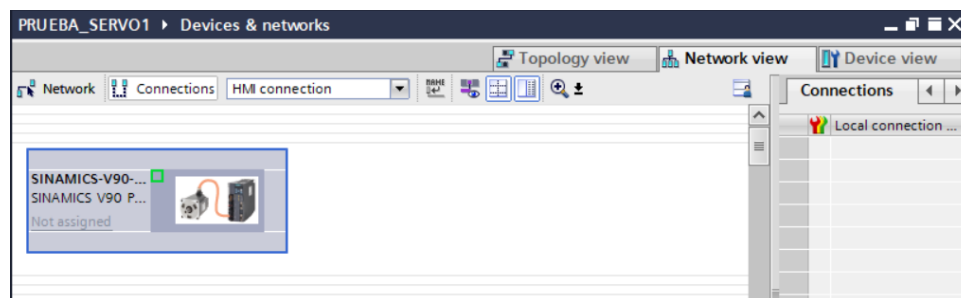 PRUEBA_SERVO1 ▸ Devices & networks
Topology view Network view Device view
Network Connections HMI connection Connections
Local connection ...
SINAMICS-V90-...
SINAMICS V90 P...
Not assigned